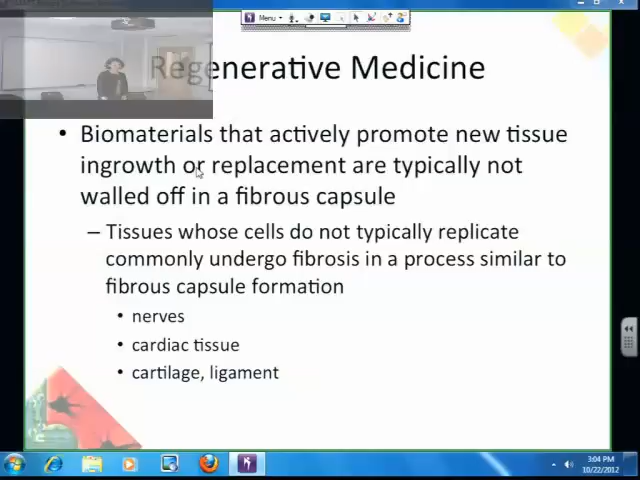 Menu
Regenerative Medicine
• Biomaterials that actively promote new tissue
ingrowth or replacement are typically not
walled off in a fibrous capsule
– Tissues whose cells do not typically replicate
commonly undergo fibrosis in a process similar to
fibrous capsule formation
• nerves
• cardiac tissue
• cartilage, ligament
3:04 PM
10/22/2012